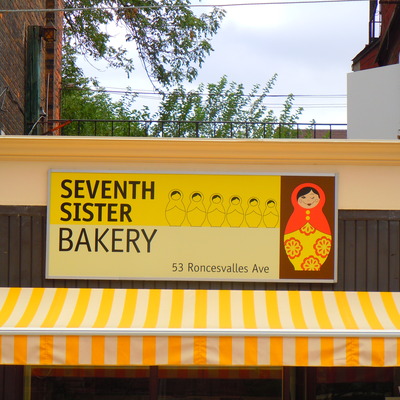 SEVENTH
SISTER
BAKERY
53 Roncesvalles Ave